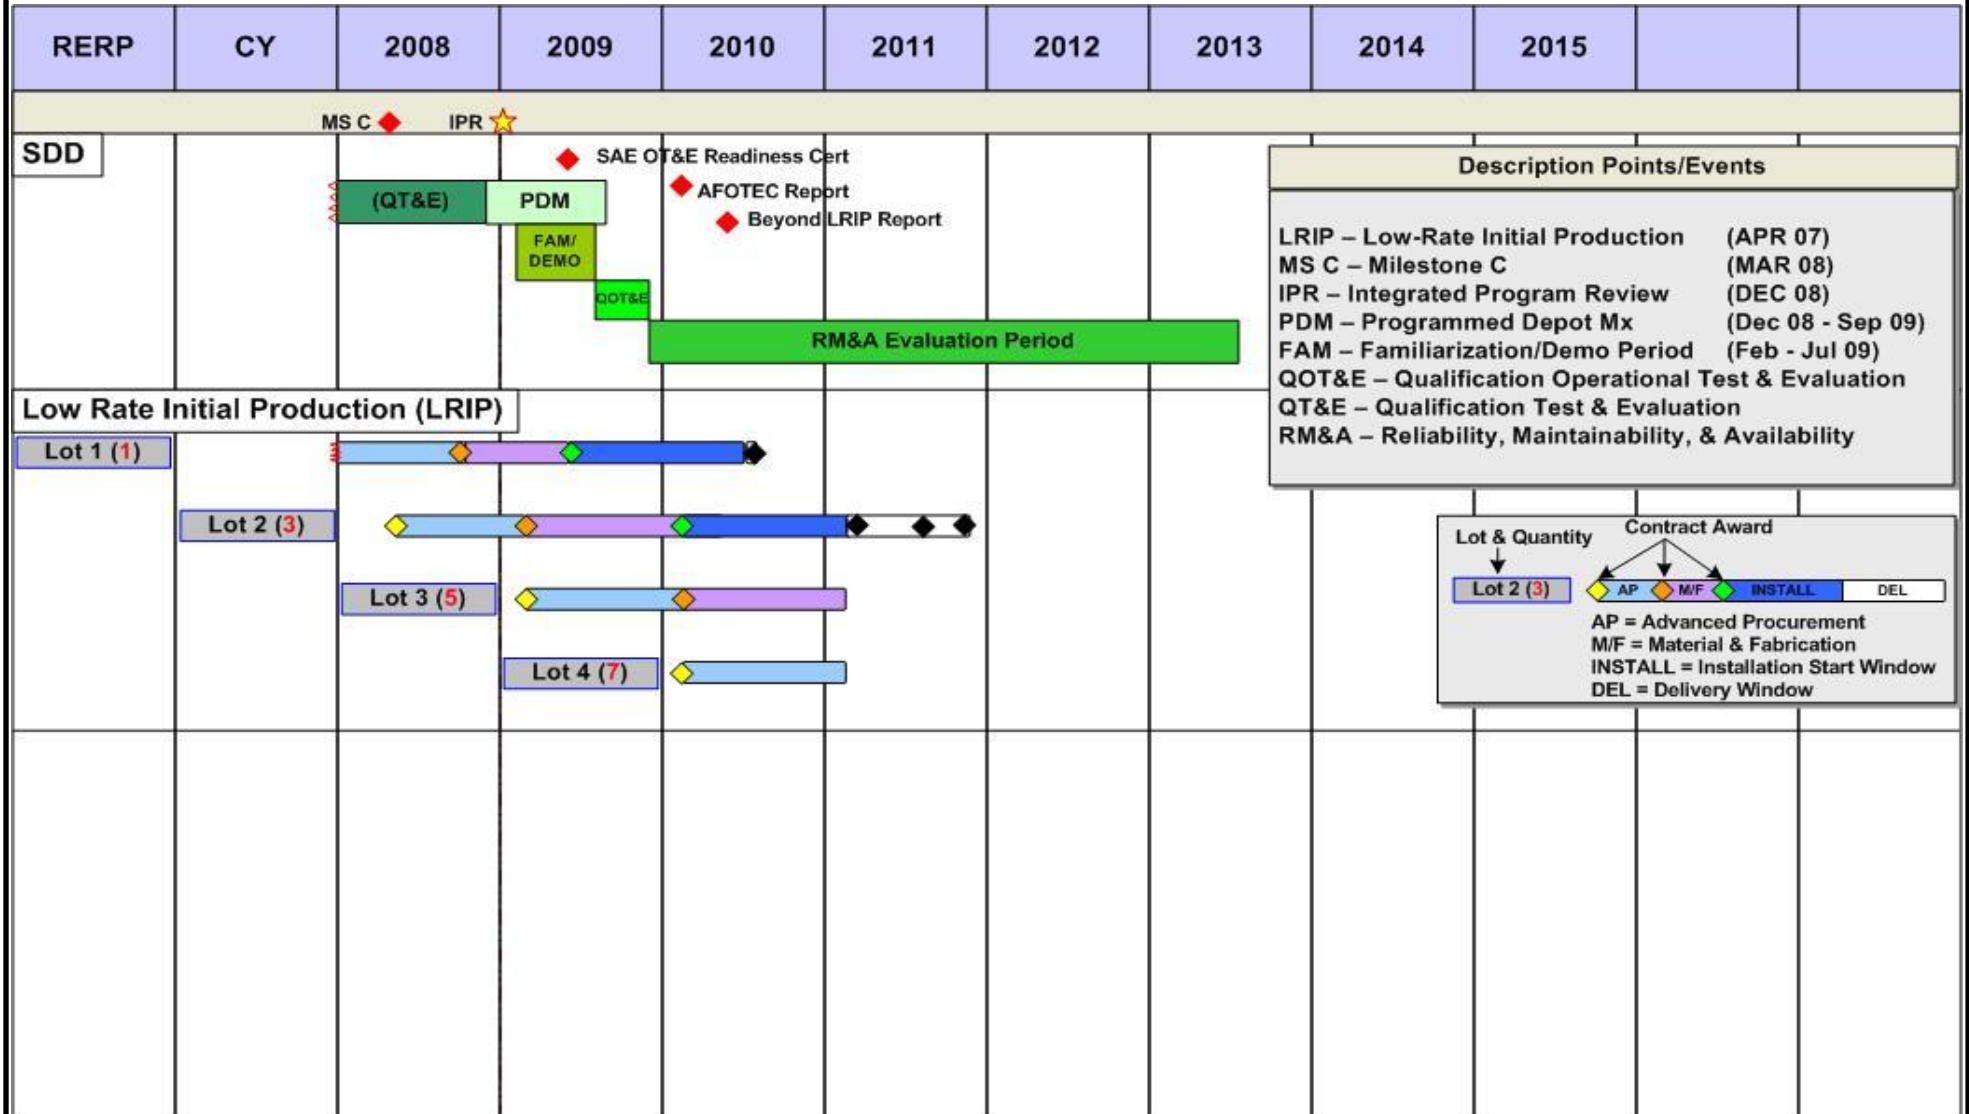 RERP CY 2008 2009 2010 2011 2012 2013 2014 2015
MS C IPR
SDD
SAE OT&E Readiness Cert
AFOTEC Report
Beyond LRIP Report
(QT&E) PDM
FAM/
DEMO
QOT&E
RM&A Evaluation Period
Description Points/Events
LRIP – Low-Rate Initial Production (APR 07)
MS C – Milestone C (MAR 08)
IPR – Integrated Program Review (DEC 08)
PDM – Programmed Depot Mx (Dec 08 - Sep 09)
FAM – Familiarization/Demo Period (Feb - Jul 09)
QOT&E – Qualification Operational Test & Evaluation
QT&E – Qualification Test & Evaluation
RM&A – Reliability, Maintainability, & Availability
Low Rate Initial Production (LRIP)
Lot 1 (1)
Lot 2 (3)
Lot 3 (5)
Lot 4 (7)
Contract Award
Lot & Quantity
Lot 2 (3) AP M/F INSTALL DEL
AP = Advanced Procurement
M/F = Material & Fabrication
INSTALL = Installation Start Window
DEL = Delivery Window